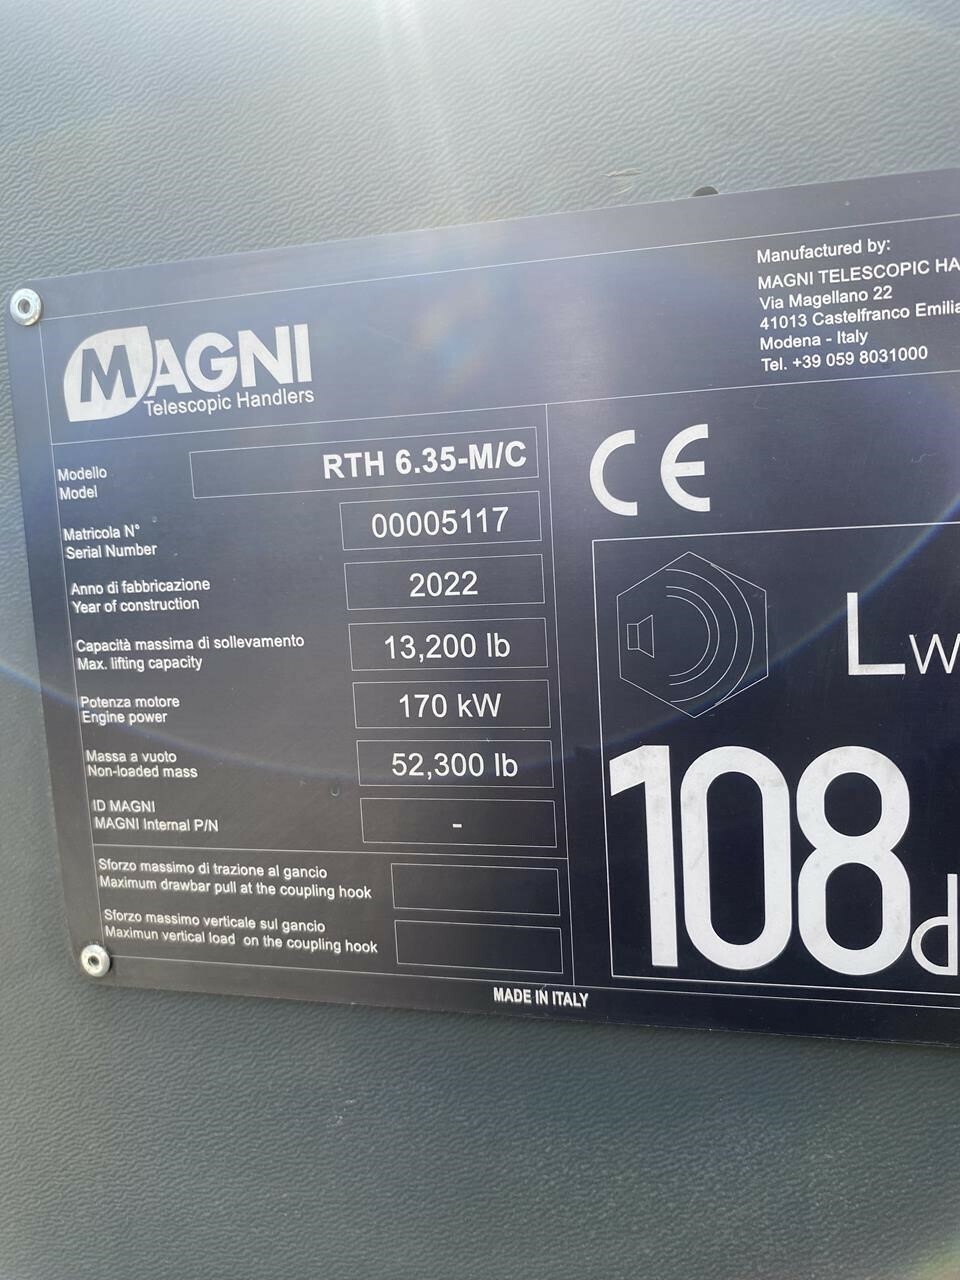 MAGNI
Telescopic Handlers
Manufactured by:
MAGNI TELESCOPIC HA
Via Magellano 22
41013 Castelfranco Emilia
Modena - Italy
Tel. +39 059 8031000
Modello
Model
RTH 6.35-M/C
Matricola N°
Serial Number
00005117
Anno di fabbricazione
Year of construction
2022
Capacità massima di sollevamento
Max. lifting capacity
13,200 lb
Potenza motore
Engine power
170 kW
Massa a vuoto
Non-loaded mass
52,300 lb
ID MAGNI
MAGNI Internal P/N
-
Sforzo massimo di trazione al gancio
Maximum drawbar pull at the coupling hook
Sforzo massimo verticale sul gancio
Maximun vertical load on the coupling hook
CE
LW
108d
MADE IN ITALY